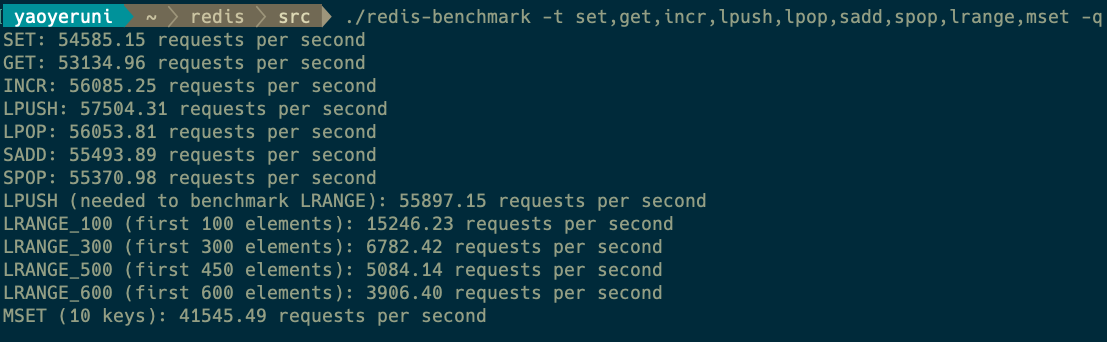 yaoyeruni ~ redis src ./redis-benchmark -t set,get,incr,lpush,lpop,sadd,spop,lrange,mset -q
SET: 54585.15 requests per second
GET: 53134.96 requests per second
INCR: 56085.25 requests per second
LPUSH: 57504.31 requests per second
LPOP: 56053.81 requests per second
SADD: 55493.89 requests per second
SPOP: 55370.98 requests per second
LPUSH (needed to benchmark LRANGE): 55897.15 requests per second
LRANGE_100 (first 100 elements): 15246.23 requests per second
LRANGE_300 (first 300 elements): 6782.42 requests per second
LRANGE_500 (first 450 elements): 5084.14 requests per second
LRANGE_600 (first 600 elements): 3906.40 requests per second
MSET (10 keys): 41545.49 requests per second